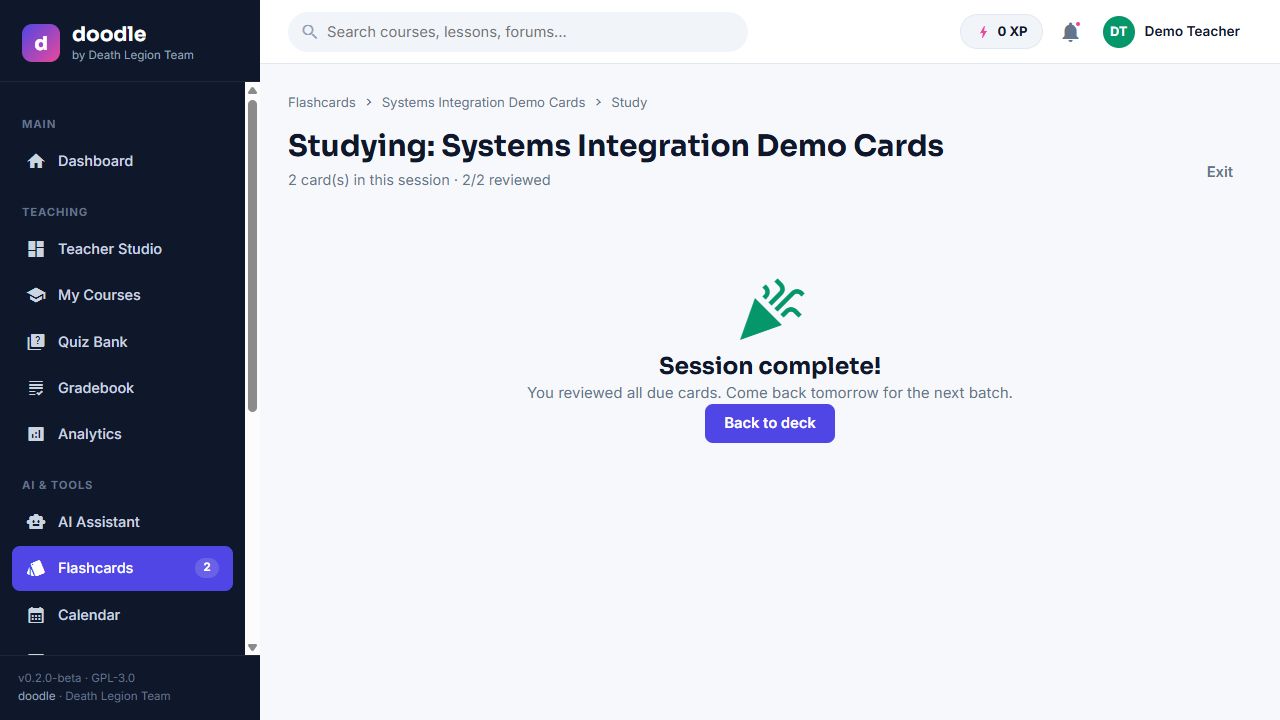 d
doodle
by Death Legion Team
MAIN
Dashboard
TEACHING
Teacher Studio
My Courses
Quiz Bank
Gradebook
Analytics
AI & TOOLS
AI Assistant
Flashcards 2
Calendar
v0.2.0-beta · GPL-3.0
doodle · Death Legion Team
Search courses, lessons, forums...
0 XP
DT Demo Teacher
Flashcards > Systems Integration Demo Cards > Study
Studying: Systems Integration Demo Cards
2 card(s) in this session · 2/2 reviewed
Exit
Session complete!
You reviewed all due cards. Come back tomorrow for the next batch.
Back to deck